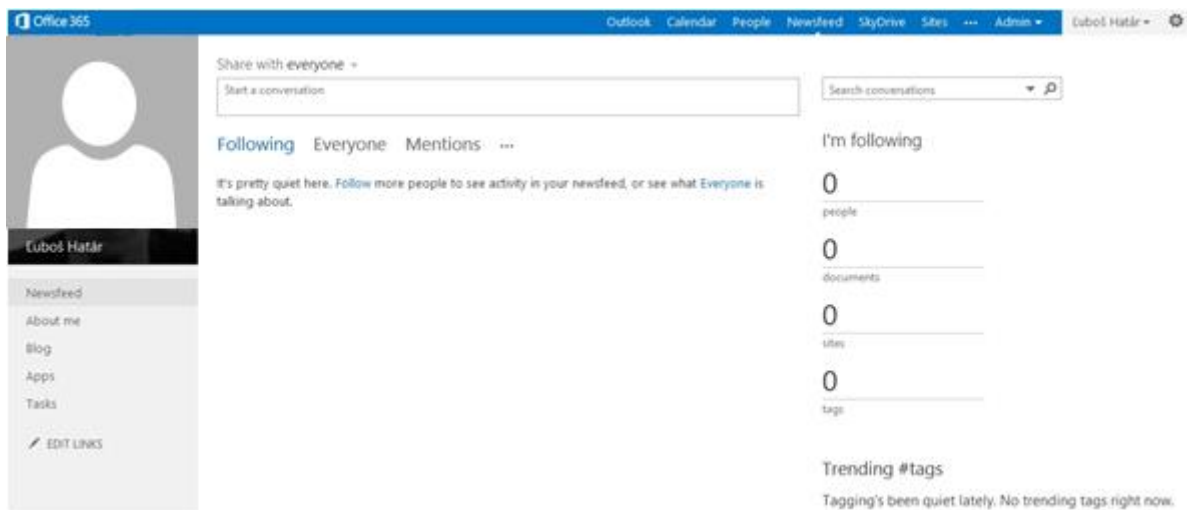 Office 365
Outlook Calendar People Newsfeed SkyDrive Sites ••• Admin Ľuboš Határ
Share with everyone
Start a conversation
Search conversations
Following Everyone Mentions •••
It's pretty quiet here. Follow more people to see activity in your newsfeed, or see what Everyone is
talking about.
Ľuboš Határ
Newsfeed
About me
Blog
Apps
Tasks
EDIT LINKS
I'm following
0
people
0
documents
0
sites
0
tags
Trending #tags
Tagging's been quiet lately. No trending tags right now.